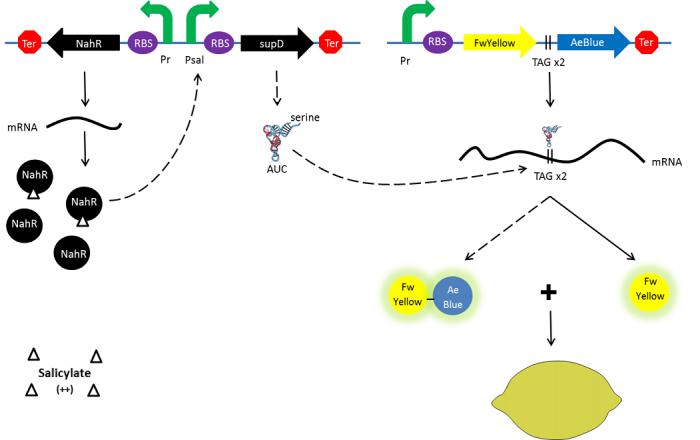 Ter
NahR
RBS
Pr
Psal
RBS
supD
Ter
Pr
RBS
FwYellow
TAG x2
AeBlue
Ter
mRNA
serine
AUC
mRNA
TAG x2
NahR
NahR
NahR
NahR
Fw
Yellow
Ae
Blue
+
Fw
Yellow
Salicylate
(++)